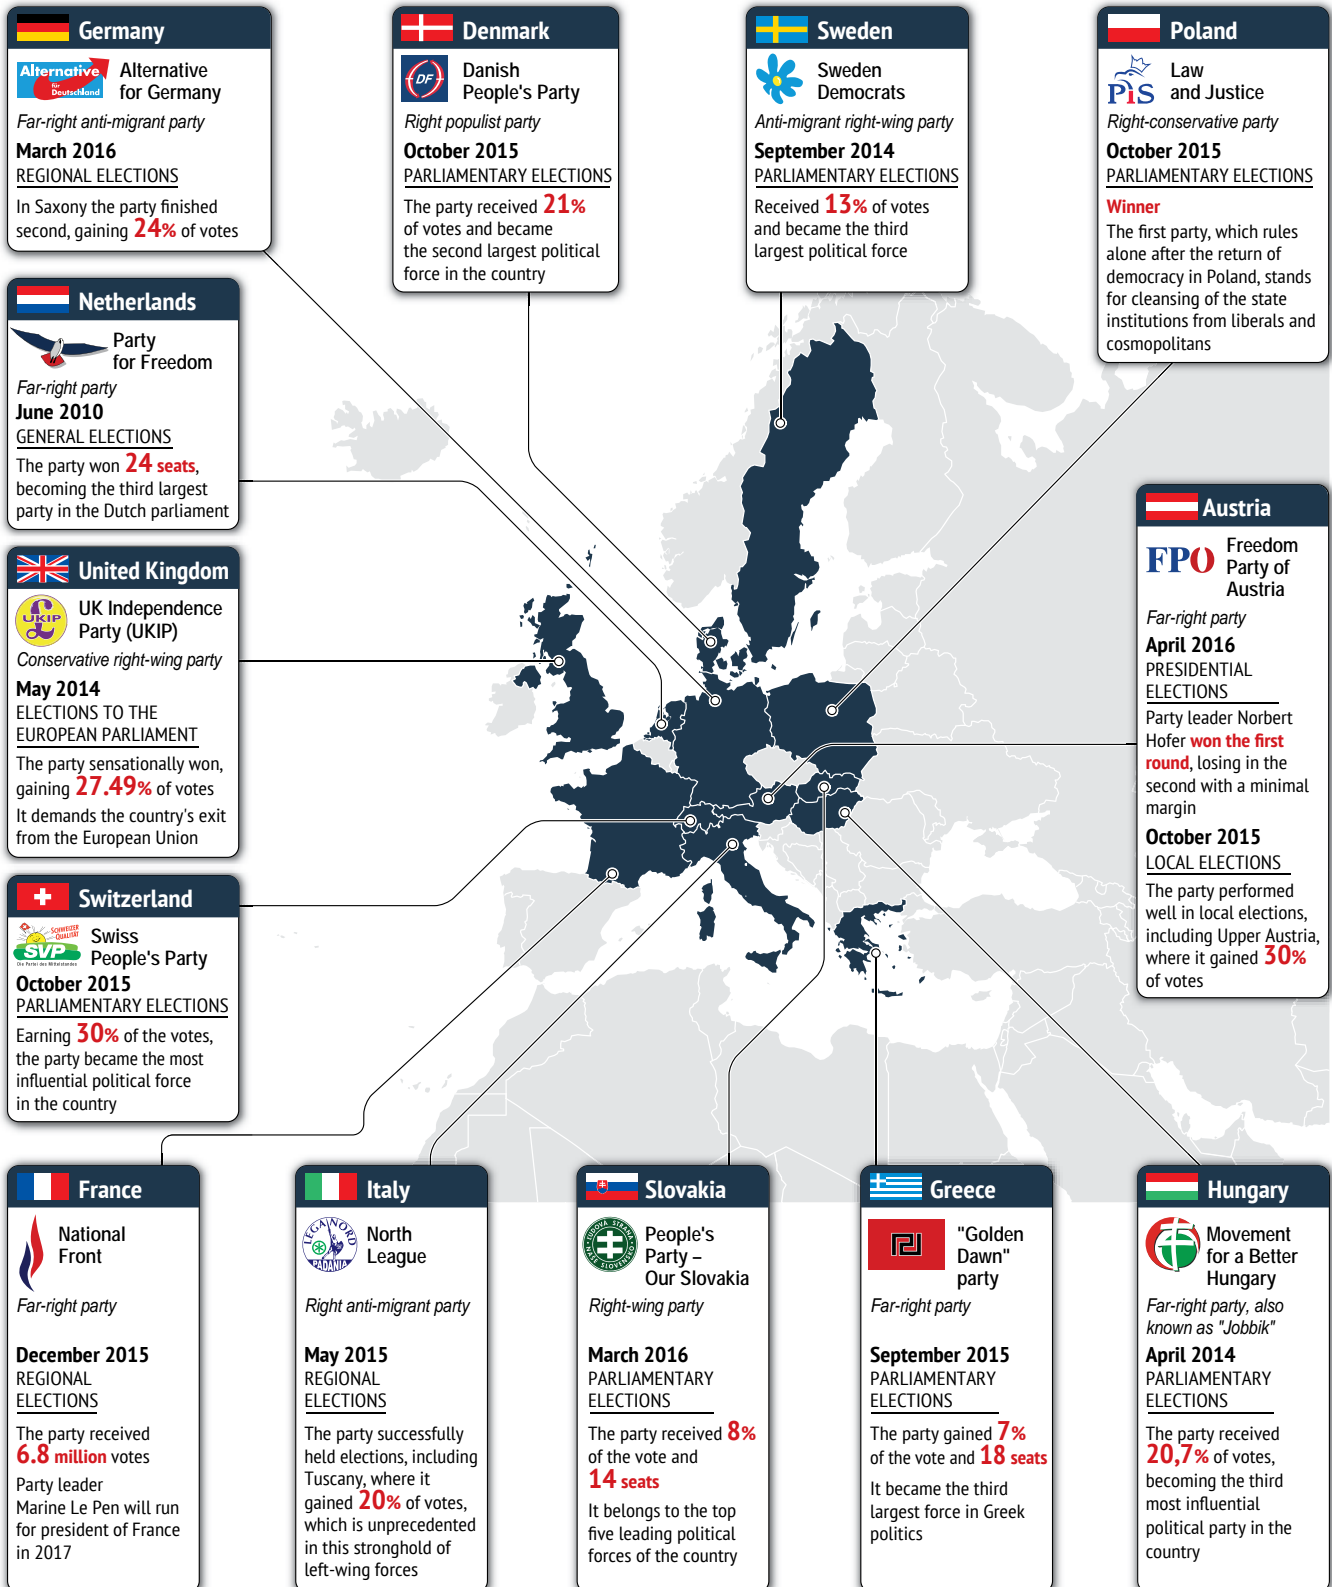 Germany
Alternative
für
Deutschland
Alternative
for Germany
Far-right anti-migrant party
March 2016
REGIONAL ELECTIONS
In Saxony the party finished
second, gaining 24% of votes
Denmark
DF
Danish
People's Party
Right populist party
October 2015
PARLIAMENTARY ELECTIONS
The party received 21%
of votes and became
the second largest political
force in the country
Sweden
Sweden
Democrats
Anti-migrant right-wing party
September 2014
PARLIAMENTARY ELECTIONS
Received 13% of votes
and became the third
largest political force
Poland
PiS
Law
and Justice
Right-conservative party
October 2015
PARLIAMENTARY ELECTIONS
Winner
The first party, which rules
alone after the return of
democracy in Poland, stands
for cleansing of the state
institutions from liberals and
cosmopolitans
Netherlands
Party
for Freedom
Far-right party
June 2010
GENERAL ELECTIONS
The party won 24 seats,
becoming the third largest
party in the Dutch parliament
United Kingdom
£
UKIP
UK Independence
Party (UKIP)
Conservative right-wing party
May 2014
ELECTIONS TO THE
EUROPEAN PARLIAMENT
The party sensationally won,
gaining 27.49% of votes
It demands the country's exit
from the European Union
Austria
FPO
Freedom
Party of
Austria
Far-right party
April 2016
PRESIDENTIAL
ELECTIONS
Party leader Norbert
Hofer won the first
round, losing in the
second with a minimal
margin
October 2015
LOCAL ELECTIONS
The party performed
well in local elections,
including Upper Austria,
where it gained 30%
of votes
Switzerland
SCHWEIZER
QUALITÄT
SVP
Die Partei des Mittelstandes
Swiss
People's Party
October 2015
PARLIAMENTARY ELECTIONS
Earning 30% of the votes,
the party became the most
influential political force
in the country
France
National
Front
Far-right party
December 2015
REGIONAL
ELECTIONS
The party received
6.8 million votes
Party leader
Marine Le Pen will run
for president of France
in 2017
Italy
LEGA NORD
PADANIA
North
League
Right anti-migrant party
May 2015
REGIONAL
ELECTIONS
The party successfully
held elections, including
Tuscany, where it
gained 20% of votes,
which is unprecedented
in this stronghold of
left-wing forces
Slovakia
ĽUDOVÁ STRANA
NAŠE SLOVENSKO
People's
Party –
Our Slovakia
Right-wing party
March 2016
PARLIAMENTARY
ELECTIONS
The party received 8%
of the vote and
14 seats
It belongs to the top
five leading political
forces of the country
Greece
"Golden
Dawn"
party
Far-right party
September 2015
PARLIAMENTARY
ELECTIONS
The party gained 7%
of the vote and 18 seats
It became the third
largest force in Greek
politics
Hungary
Movement
for a Better
Hungary
Far-right party, also
known as "Jobbik"
April 2014
PARLIAMENTARY
ELECTIONS
The party received
20,7% of votes,
becoming the third
most influential
political party in the
country